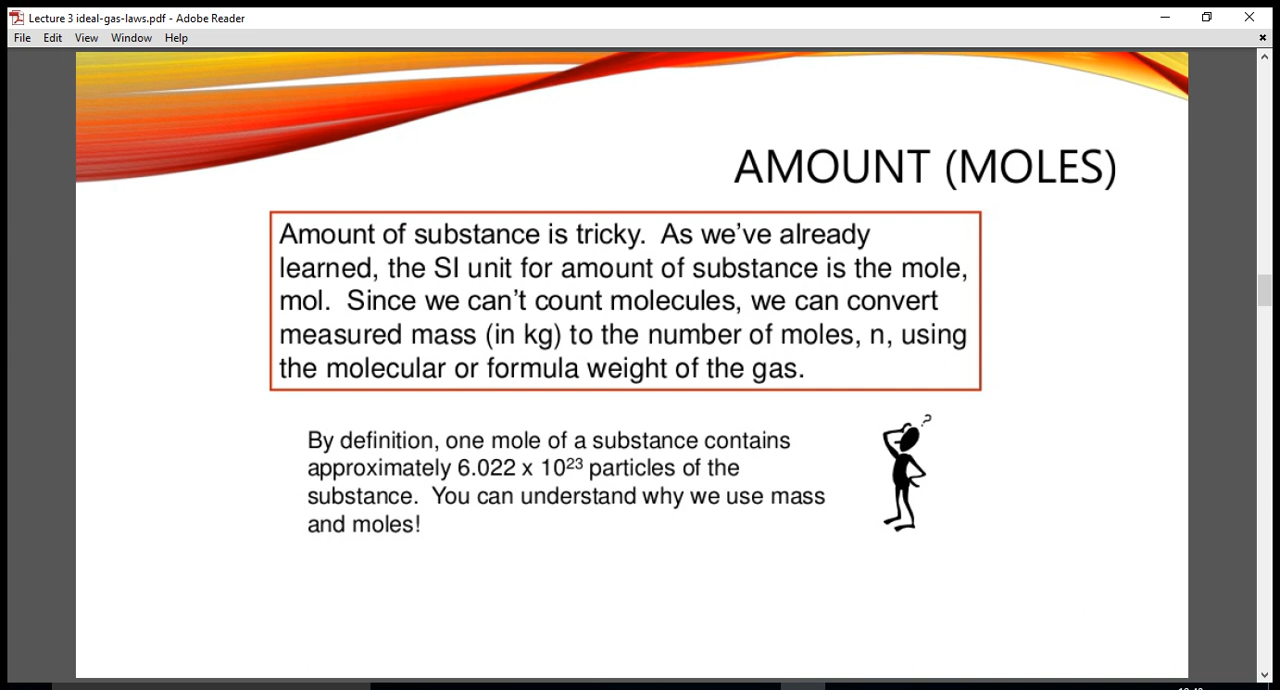 Lecture 3 ideal-gas-laws.pdf - Adobe Reader
File Edit View Window Help
AMOUNT (MOLES)
Amount of substance is tricky. As we've already
learned, the SI unit for amount of substance is the mole,
mol. Since we can't count molecules, we can convert
measured mass (in kg) to the number of moles, n, using
the molecular or formula weight of the gas.
?
By definition, one mole of a substance contains
approximately 6.022 x 10²³ particles of the
substance. You can understand why we use mass
and moles!